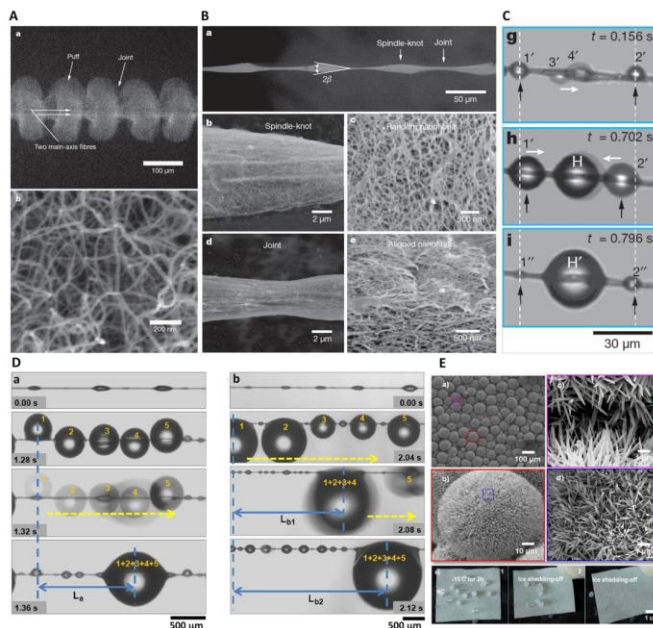 A
B
C
a
Puff
Joint
Two main-axis fibres
100 μm
b
200 nm
a
Spindle-knot
Joint
2β
50 μm
b
Spindle-knot
2 μm
c
Random nanofibrils
500 nm
d
Joint
2 μm
e
Aligned nanofibrils
500 nm
g
t = 0.156 s
1′
3′
4′
2′
h
t = 0.702 s
1′
H
2′
i
t = 0.796 s
1″
H′
2″
30 μm
D
a
0.00 s
1
2
3
4
5
1.28 s
1.32 s
1+2+3+4+5
La
1.36 s
500 μm
b
0.00 s
1
2
3
4
5
2.04 s
1+2+3+4
5
Lb1
2.08 s
1+2+3+4+5
Lb2
2.12 s
500 μm
E
a)
100 μm
b)
10 μm
d)
Ice shedding-off
Ice shedding-off